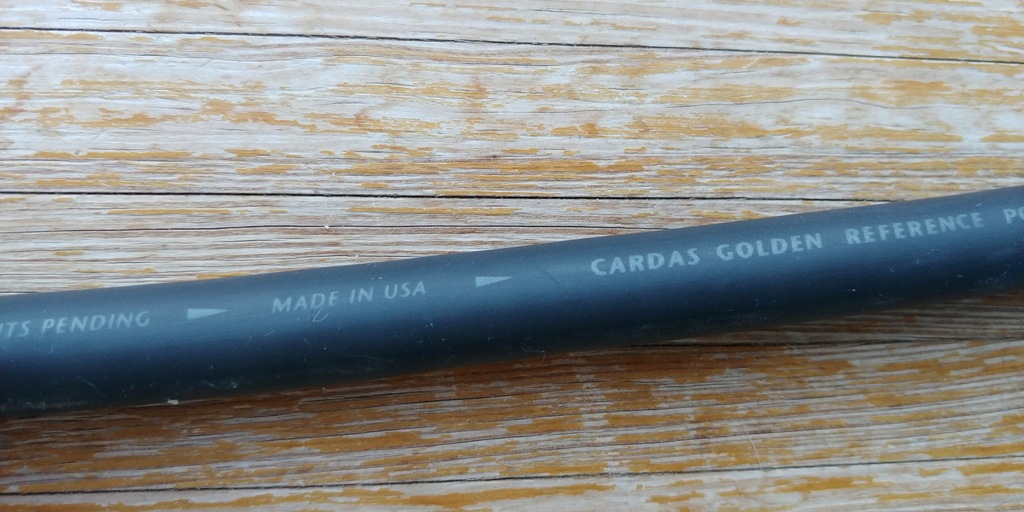 PENDING MADE IN USA CARDAS GOLDEN REFERENCE